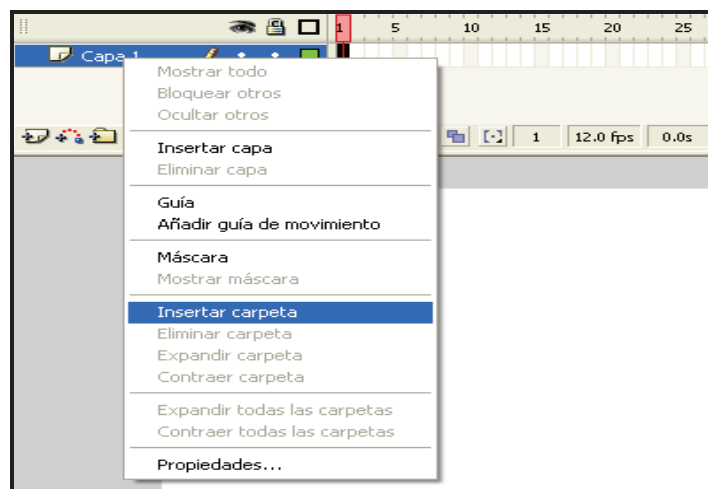 1 5 10 15 20 25
Capa 1
Mostrar todo
Bloquear otros
Ocultar otros
1 12.0 fps 0.0s
Insertar capa
Eliminar capa
Guía
Añadir guía de movimiento
Máscara
Mostrar máscara
Insertar carpeta
Eliminar carpeta
Expandir carpeta
Contraer carpeta
Expandir todas las carpetas
Contraer todas las carpetas
Propiedades...